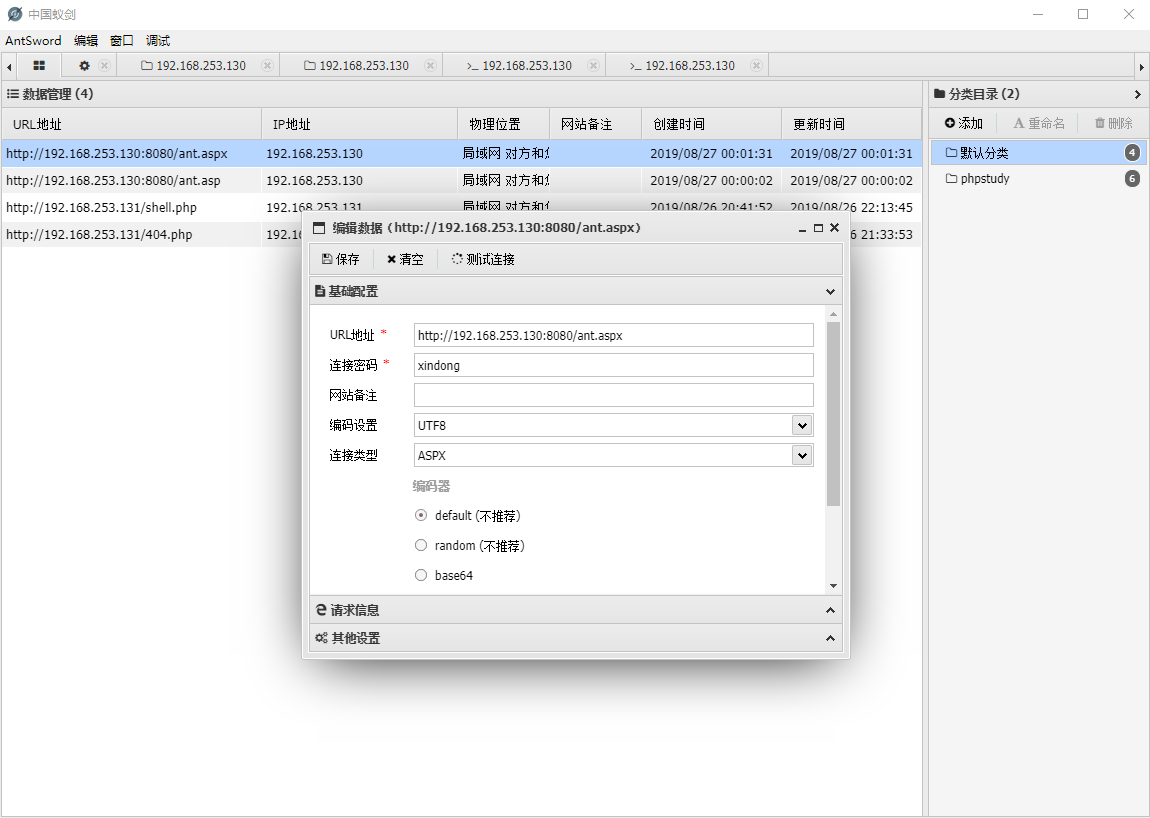 中国蚁剑
AntSword 编辑 窗口 调试
192.168.253.130 192.168.253.130 >_ 192.168.253.130 >_ 192.168.253.130
数据管理 (4)
分类目录 (2)
URL地址 IP地址 物理位置 网站备注 创建时间 更新时间
添加 A 重命名 删除
http://192.168.253.130:8080/ant.aspx 192.168.253.130 局域网 对方和 2019/08/27 00:01:31 2019/08/27 00:01:31
默认分类 4
http://192.168.253.130:8080/ant.asp 192.168.253.130 局域网 对方和 2019/08/27 00:00:02 2019/08/27 00:00:02
phpstudy 6
http://192.168.253.131/shell.php 192.168.253.131 局域网 对方和 2019/08/26 20:41:52 2019/08/26 22:13:45
http://192.168.253.131/404.php 192.1 21:33:53
编辑数据 (http://192.168.253.130:8080/ant.aspx)
保存 清空 测试连接
基础配置
URL地址 * http://192.168.253.130:8080/ant.aspx
连接密码 * xindong
网站备注
编码设置 UTF8
连接类型 ASPX
编码器
default (不推荐)
random (不推荐)
base64
请求信息
其他设置